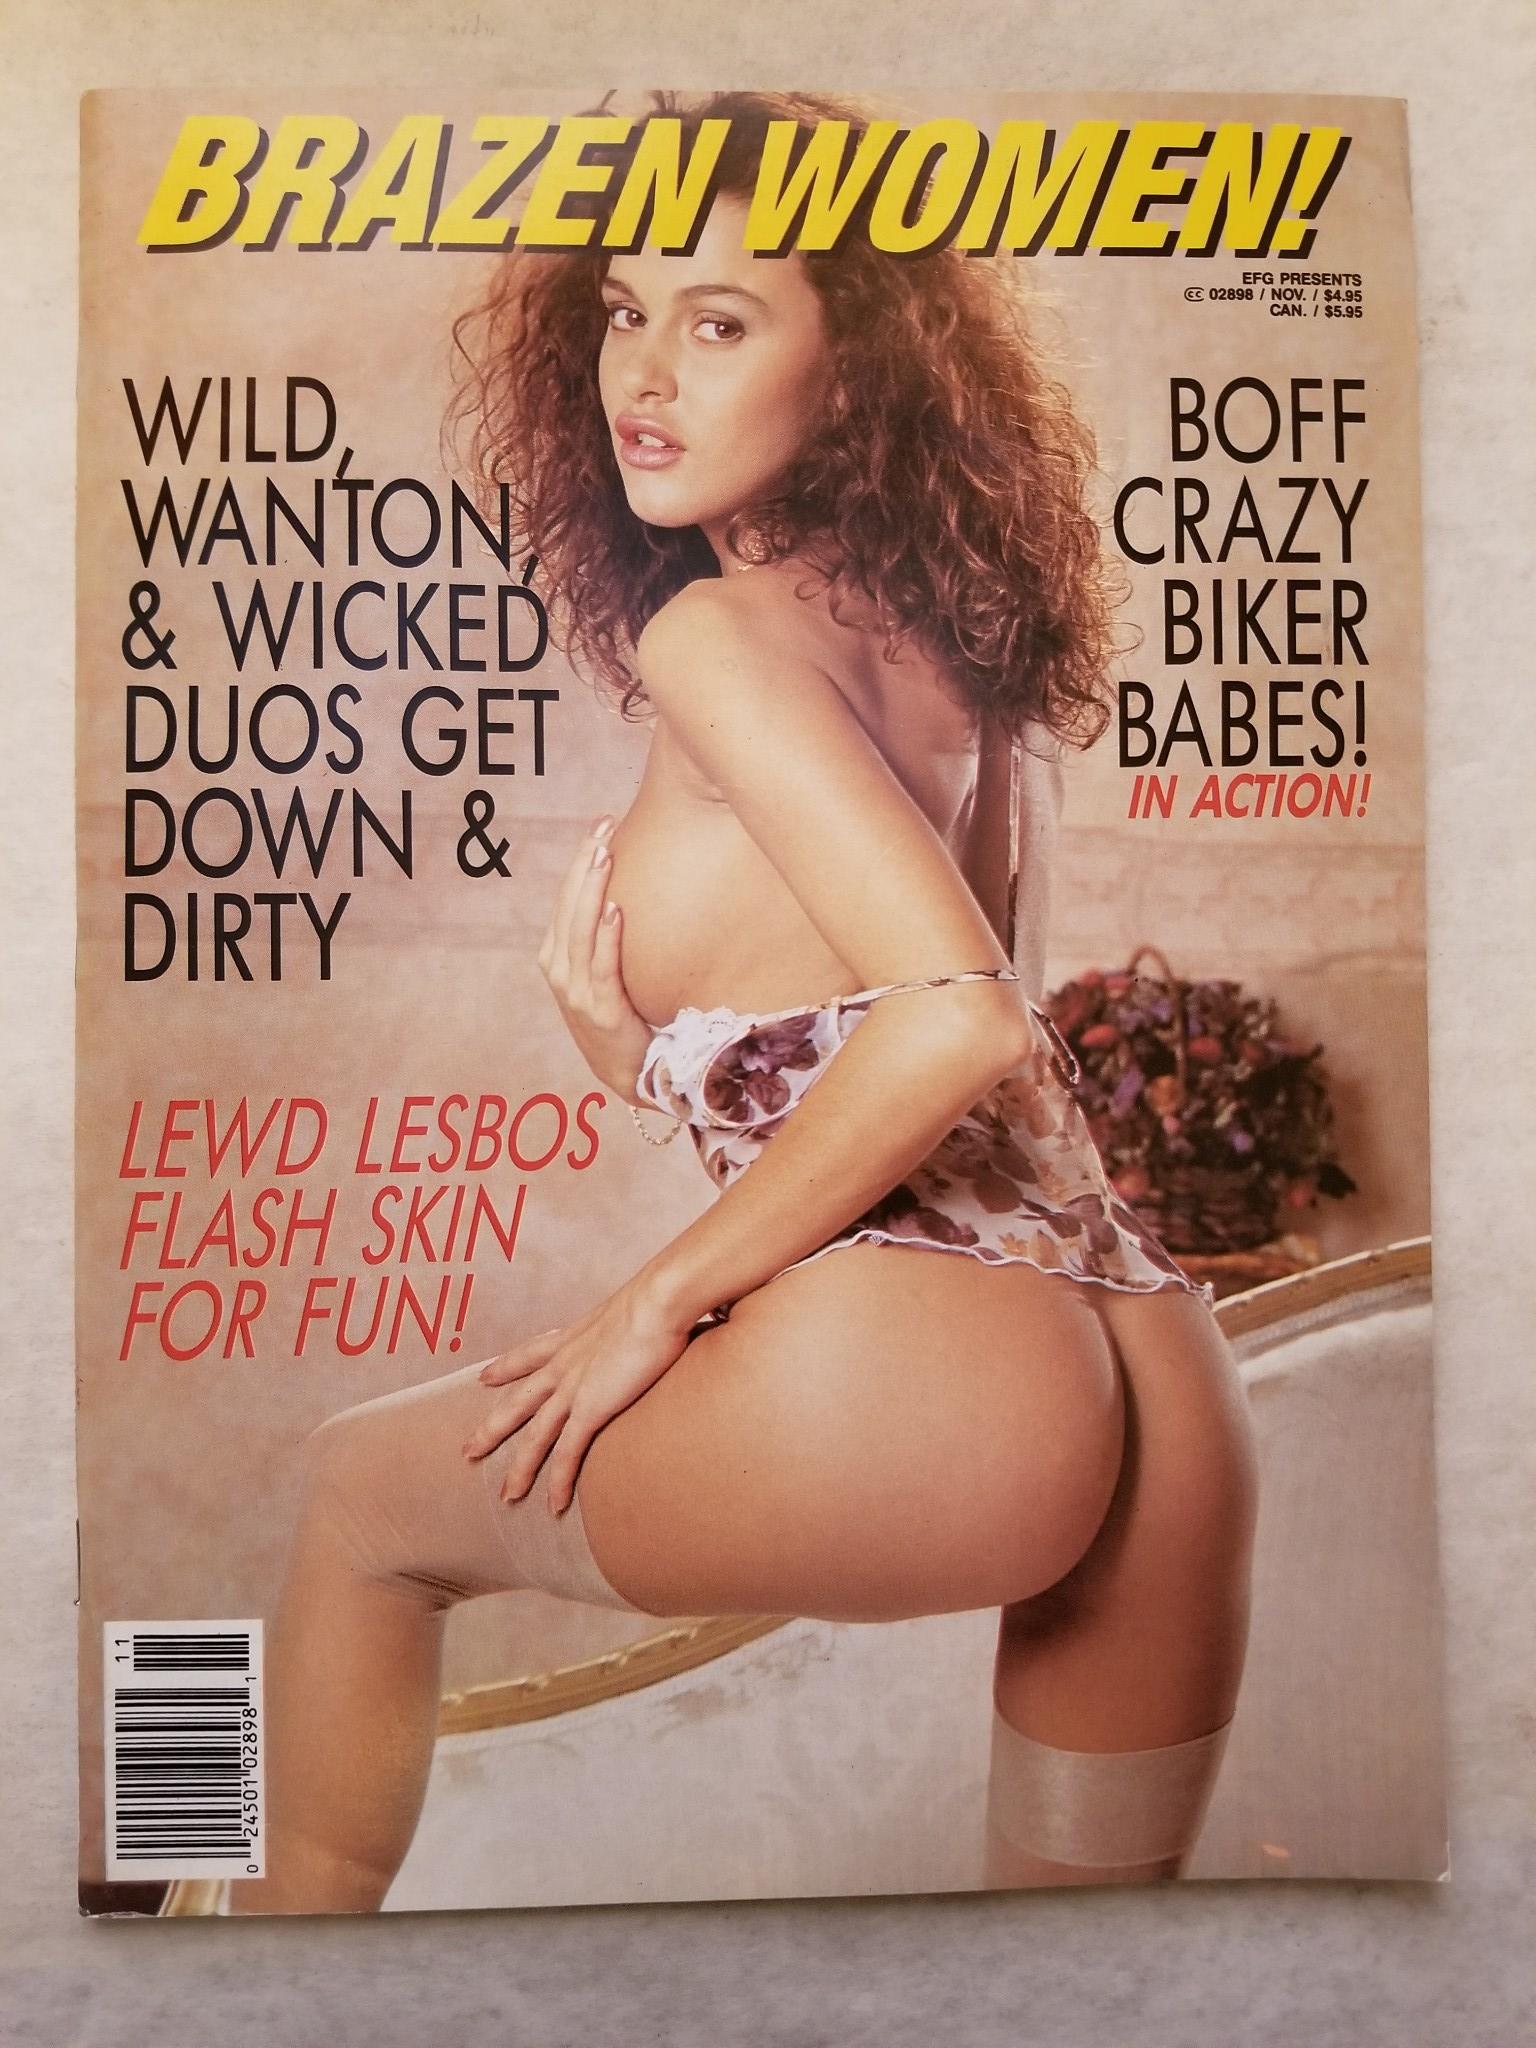 BRAZEN WOMEN!
EFG PRESENTS
CC 02898 / NOV. / $4.95
CAN. / $5.95
WILD,
WANTON,
& WICKED
DUOS GET
DOWN &
DIRTY
BOFF
CRAZY
BIKER
BABES!
IN ACTION!
LEWD LESBOS
FLASH SKIN
FOR FUN!
11
0 24501 02898 1